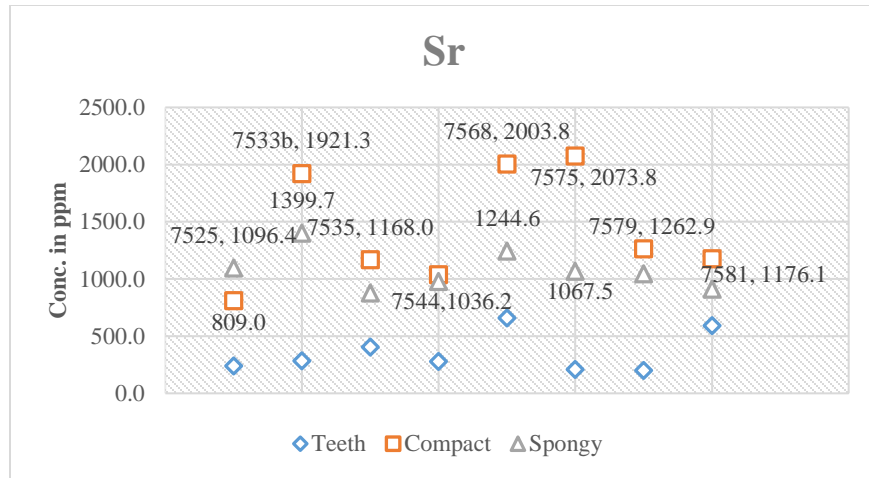 Sr
Conc. in ppm
2500.0
2000.0
1500.0
1000.0
500.0
0.0
7533b, 1921.3
7568, 2003.8
7575, 2073.8
1399.7
7525, 1096.4
7535, 1168.0
1244.6
7579, 1262.9
7581, 1176.1
7544,1036.2
1067.5
809.0
Teeth
Compact
Spongy